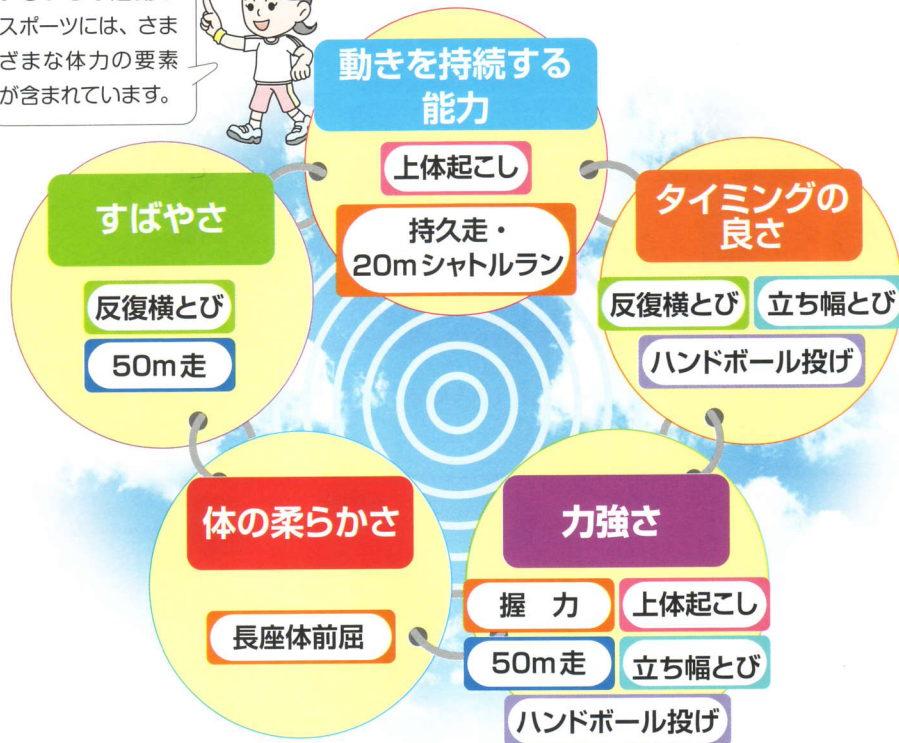 スポーツには、さま
ざまな体力の要素
が含まれています。
動きを持続する
能力
上体起こし
持久走・
20mシャトルラン
すばやさ
反復横とび
50m走
タイミングの
良さ
反復横とび
立ち幅とび
ハンドボール投げ
体の柔らかさ
長座体前屈
力強さ
握 力
上体起こし
50m走
立ち幅とび
ハンドボール投げ